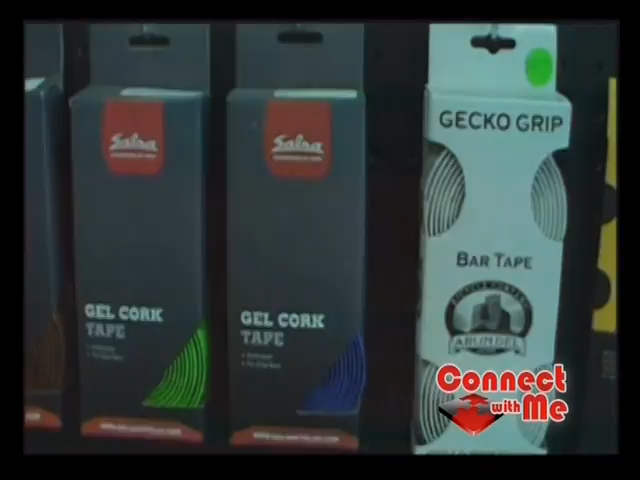 Salsa
GEL CORK
TAPE
Salsa
GEL CORK
TAPE
GECKO GRIP
BAR TAPE
ARUNDEL
Connect
with Me